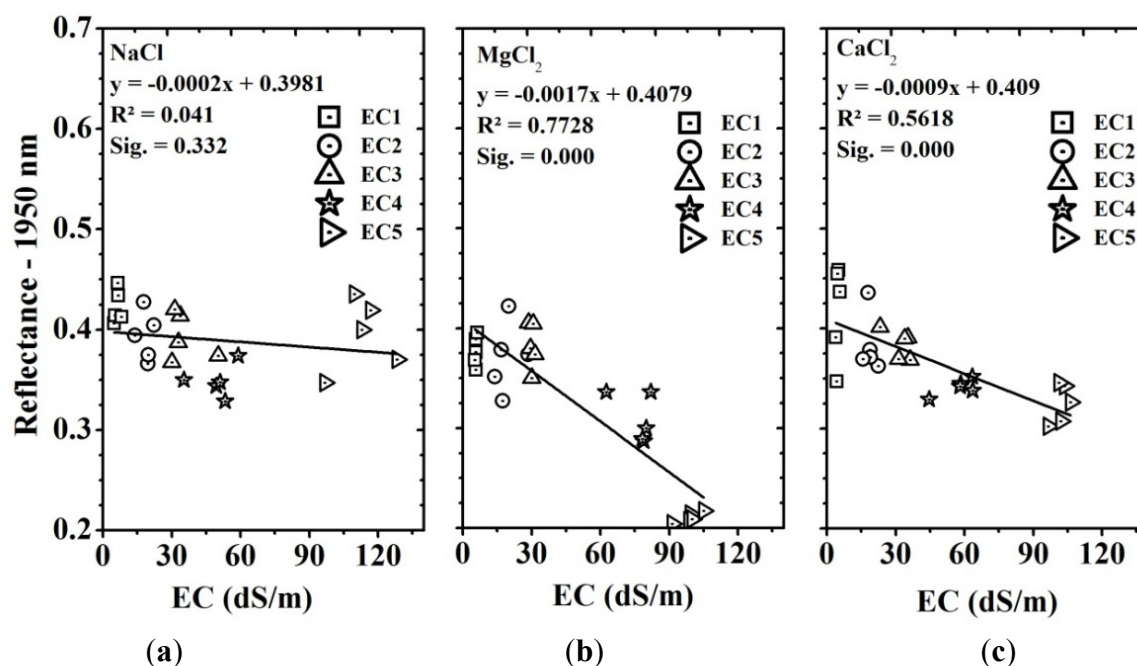 Reflectance - 1950 nm
0.7
0.6
0.5
0.4
0.3
0.2
NaCl
y = -0.0002x + 0.3981
R² = 0.041
Sig. = 0.332
EC1
EC2
EC3
EC4
EC5
0 30 60 90 120
EC (dS/m)
(a)
MgCl₂
y = -0.0017x + 0.4079
R² = 0.7728
Sig. = 0.000
EC1
EC2
EC3
EC4
EC5
0 30 60 90 120
EC (dS/m)
(b)
CaCl₂
y = -0.0009x + 0.409
R² = 0.5618
Sig. = 0.000
EC1
EC2
EC3
EC4
EC5
0 30 60 90 120
EC (dS/m)
(c)